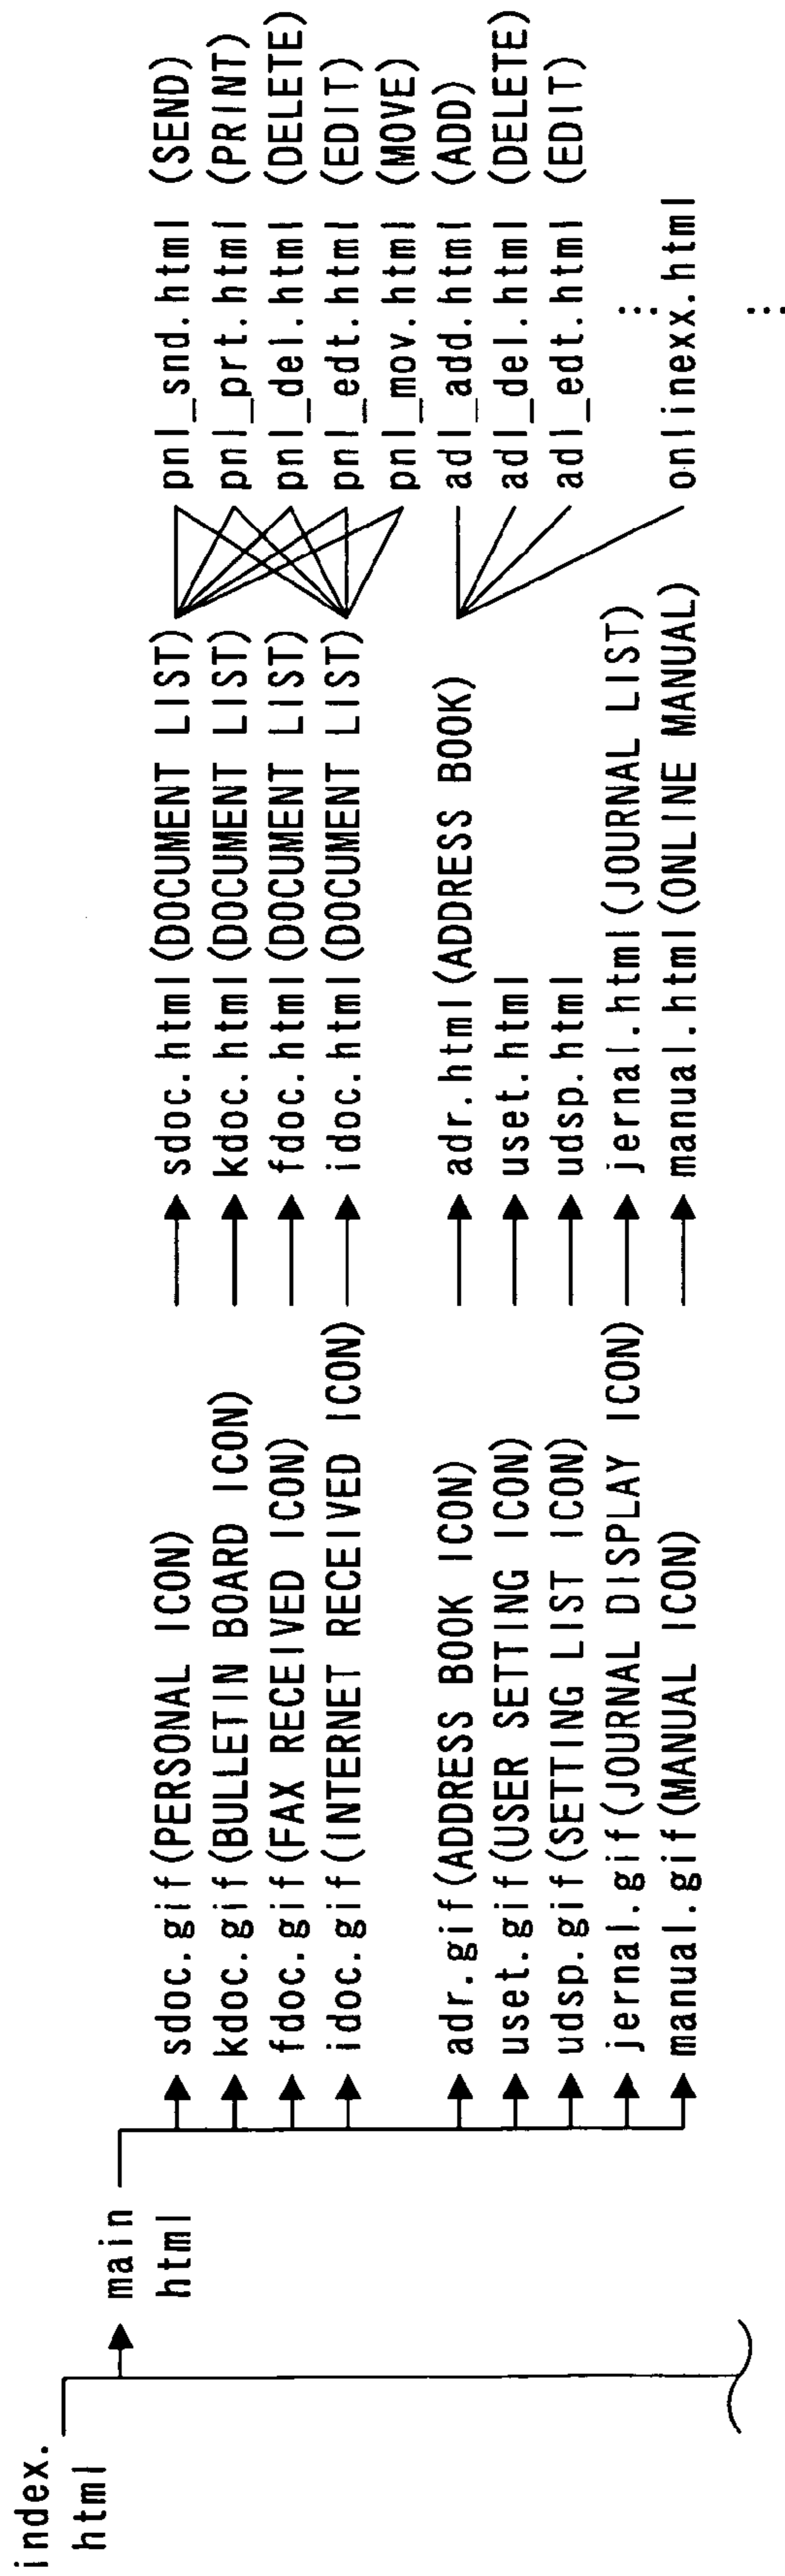 index.
html
main
html
sdoc.gif(PERSONAL ICON)
kdoc.gif(BULLETIN BOARD ICON)
fdoc.gif(FAX RECEIVED ICON)
idoc.gif(INTERNET RECEIVED ICON)
adr.gif(ADDRESS BOOK ICON)
uset.gif(USER SETTING ICON)
udsp.gif(SETTING LIST ICON)
jernal.gif(JOURNAL DISPLAY ICON)
manual.gif(MANUAL ICON)
sdoc.html(DOCUMENT LIST)
kdoc.html(DOCUMENT LIST)
fdoc.html(DOCUMENT LIST)
idoc.html(DOCUMENT LIST)
adr.html(ADDRESS BOOK)
uset.html
udsp.html
jernal.html(JOURNAL LIST)
manual.html(ONLINE MANUAL)
pnl_snd.html (SEND)
pnl_prt.html (PRINT)
pnl_del.html (DELETE)
pnl_edt.html (EDIT)
pnl_mov.html (MOVE)
adl_add.html (ADD)
adl_del.html (DELETE)
adl_edt.html (EDIT)
onlinexx.html